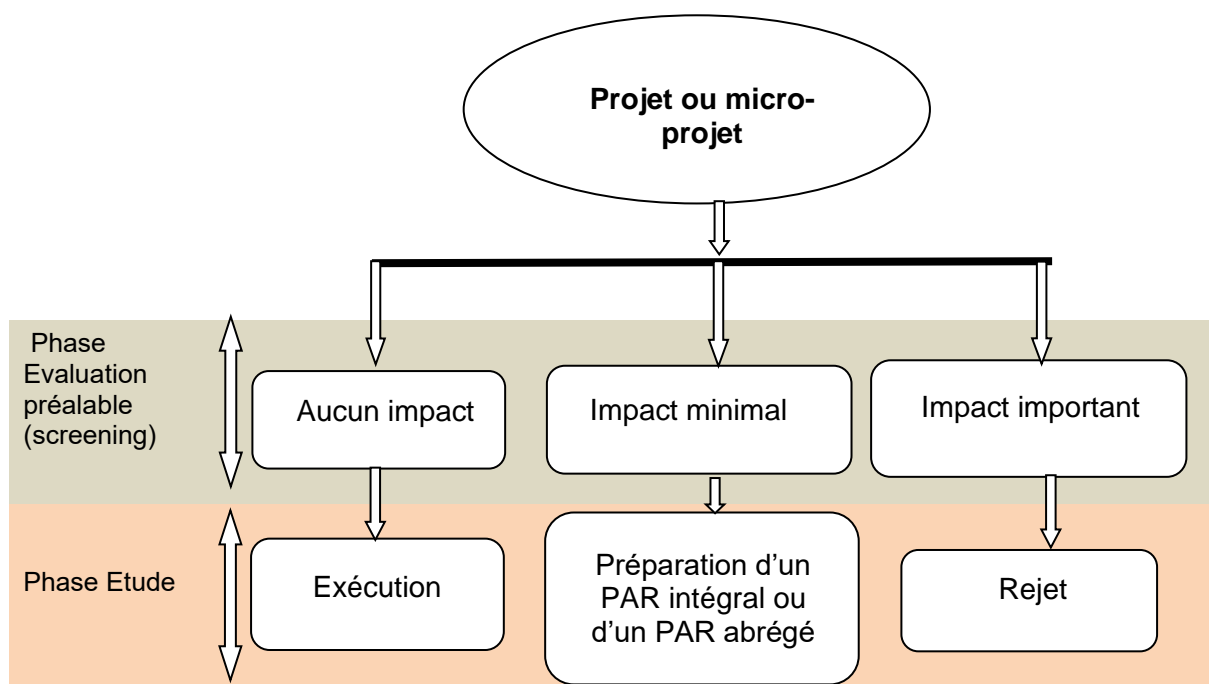 Projet ou micro-
projet
Phase
Evaluation
préalable
(screening)
Aucun impact
Impact minimal
Impact important
Phase Etude
Exécution
Préparation d’un
PAR intégral ou
d’un PAR abrégé
Rejet